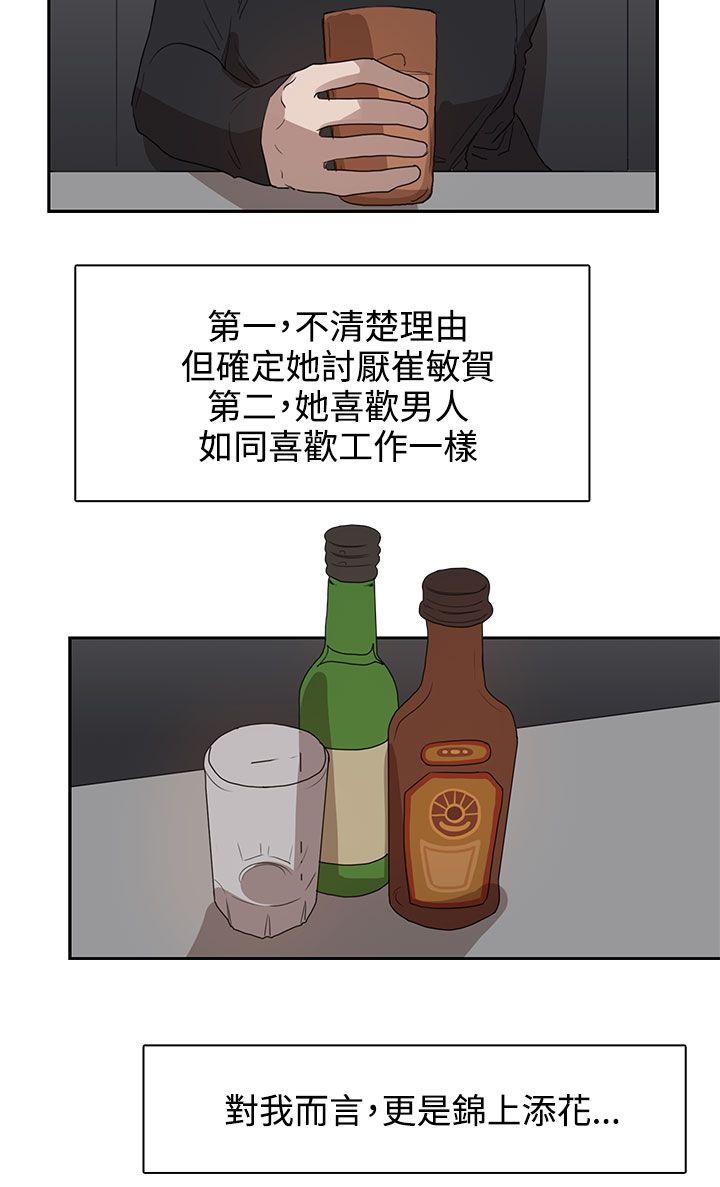 第一，不清楚理由
但確定她討厭崔敏賀
第二，她喜歡男人
如同喜歡工作一樣
對我而言，更是錦上添花...